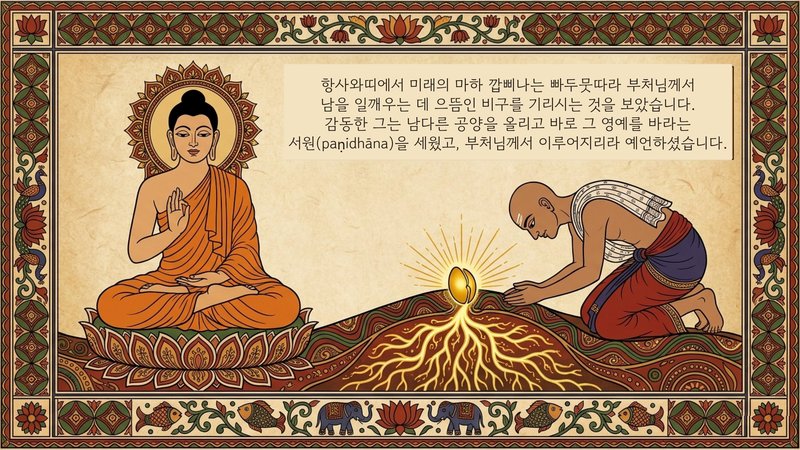 항사와띠에서 미래의 마하 깝삐나는 빠두뭇따라 부처님께서
남을 일깨우는 데 으뜸인 비구를 기리시는 것을 보았습니다.
감동한 그는 남다른 공양을 올리고 바로 그 영예를 바라는
서원(paṇidhāna)을 세웠고, 부처님께서 이루어지리라 예언하셨습니다.